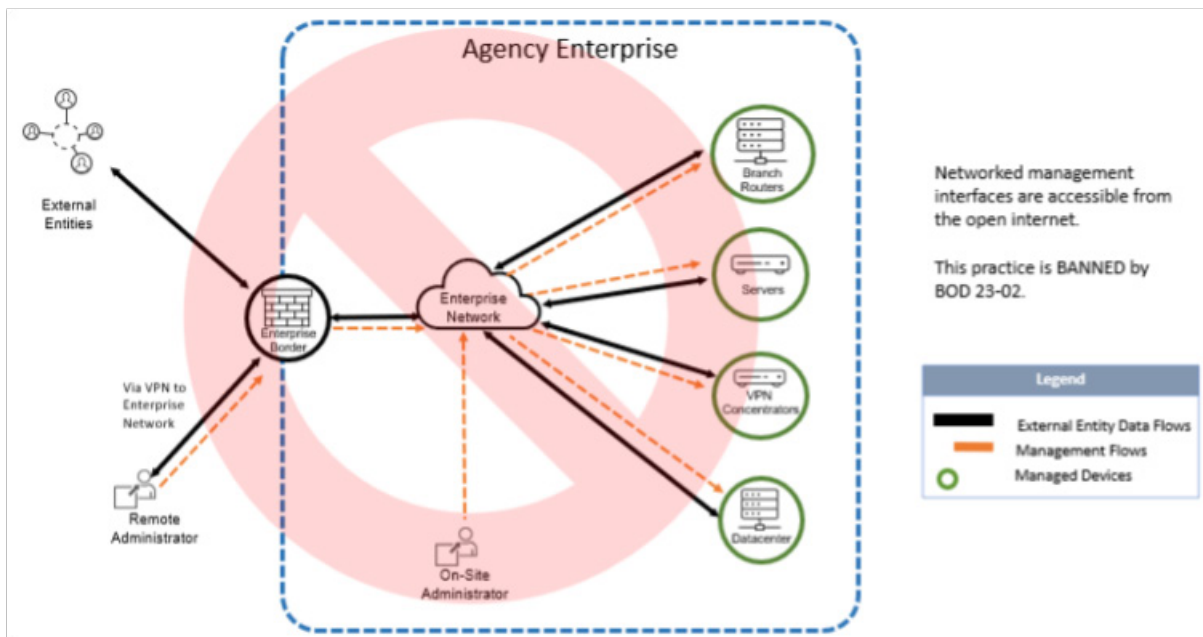 Agency Enterprise
External
Entities
Branch
Routers
Networked management
interfaces are accessible from
the open internet.
This practice is BANNED by
BOD 23-02.
Servers
Enterprise
Network
Enterprise
Border
Via VPN to
Enterprise
Network
VPN
Concentrators
Remote
Administrator
On-Site
Administrator
Datacenter
Legend
External Entity Data Flows
Management Flows
Managed Devices